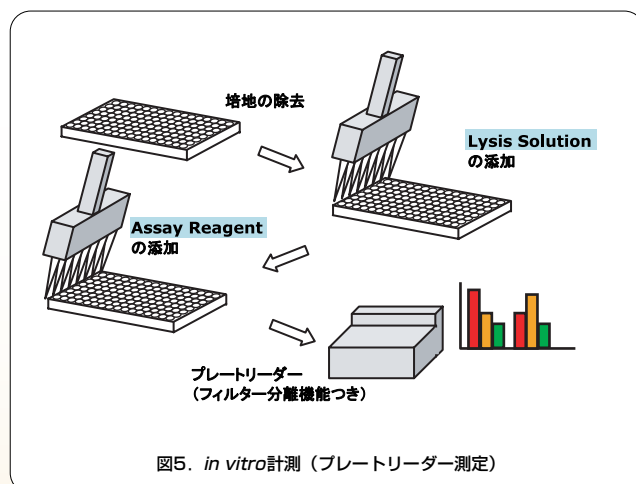 培地の除去
Lysis Solution
の添加
Assay Reagent
の添加
プレートリーダー
(フィルター分離機能つき)
図5. in vitro計測(プレートリーダー測定)